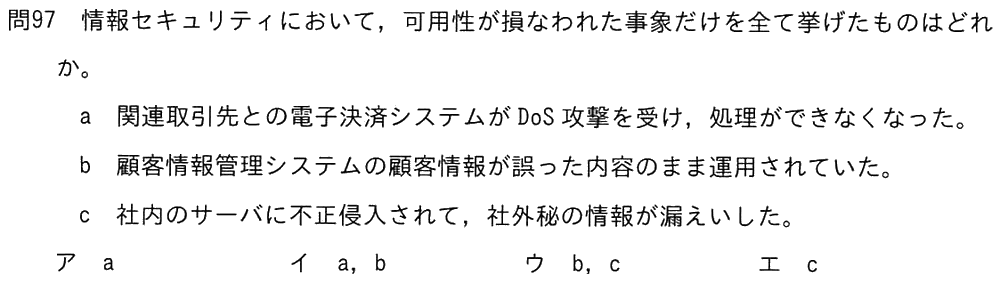 問97 情報セキュリティにおいて，可用性が損なわれた事象だけを全て挙げたものはどれ
か。
a 関連取引先との電子決済システムが DoS 攻撃を受け，処理ができなくなった。
b 顧客情報管理システムの顧客情報が誤った内容のまま運用されていた。
c 社内のサーバに不正侵入されて，社外秘の情報が漏えいした。
ア a イ a，b ウ b，c エ c